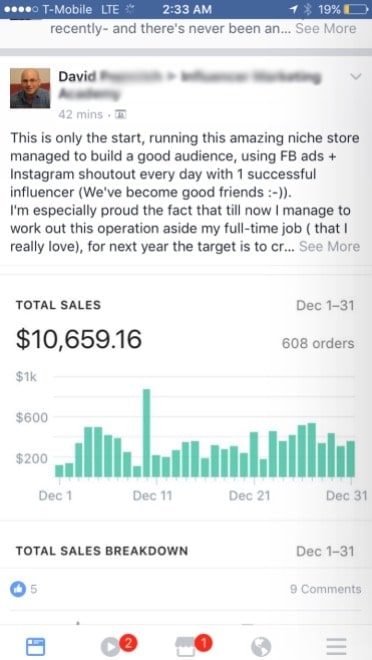 T-Mobile LTE 2:33 AM 19%
recently- and there's never been an... See More
David
42 mins ·
This is only the start, running this amazing niche store
managed to build a good audience, using FB ads +
Instagram shoutout every day with 1 successful
influencer (We've become good friends :-)).
I'm especially proud the fact that till now I manage to
work out this operation aside my full-time job ( that I
really love), for next year the target is to cr... See More
TOTAL SALES Dec 1–31
$10,659.16 608 orders
$1k
$600
$200
Dec 1 Dec 11 Dec 21 Dec 31
TOTAL SALES BREAKDOWN Dec 1–31
5 9 Comments
2 1